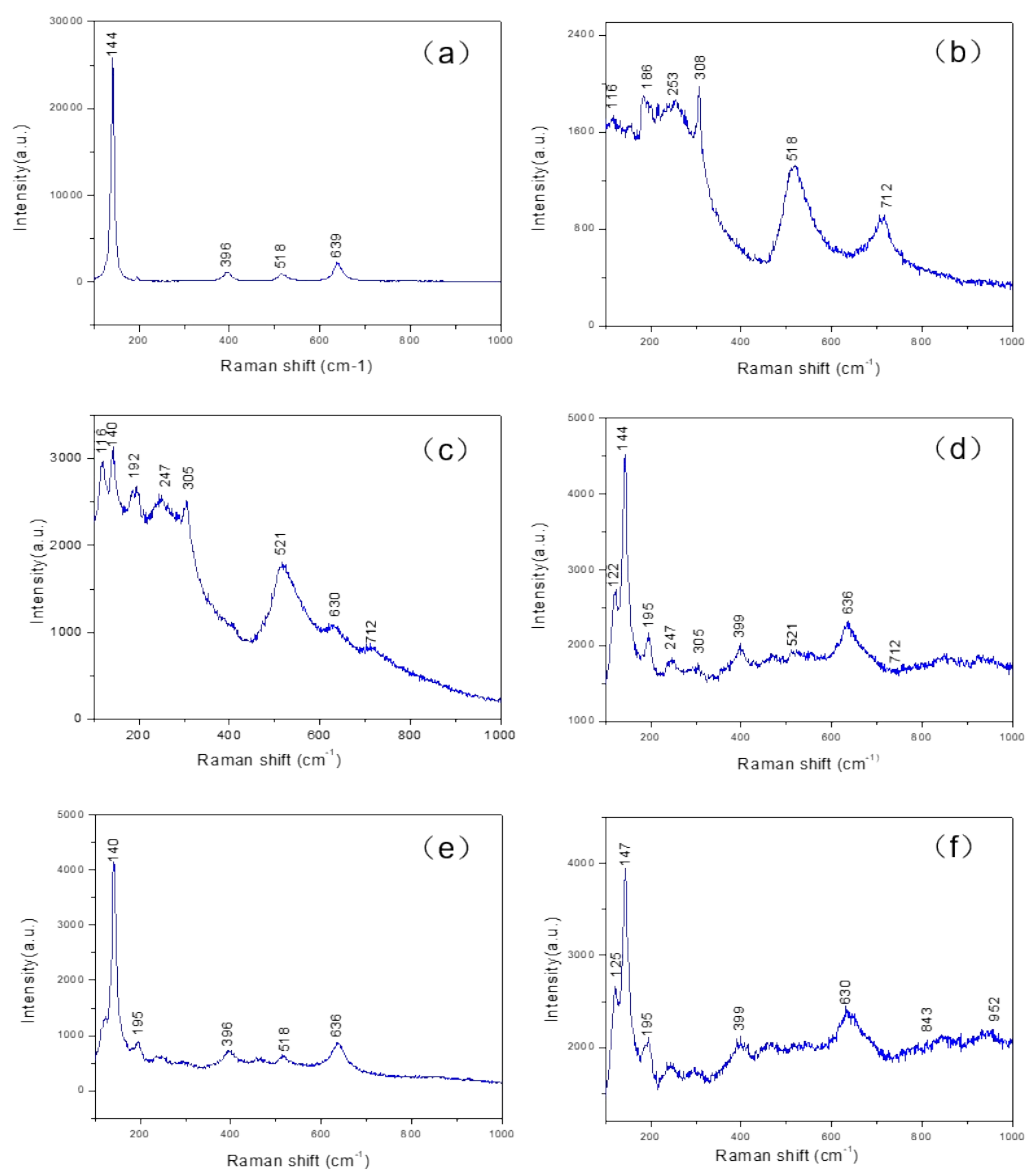 (a)
144
396
518
639
30000
20000
10000
0
200 400 600 800 1000
Intensity(a.u.)
Raman shift (cm-1)
(b)
116
186
253
308
518
712
2400
1600
800
0
200 400 600 800 1000
Intensity(a.u.)
Raman shift (cm-1)
(c)
116
140
192
247
305
521
630
712
3000
2000
1000
0
200 400 600 800 1000
Intensity(a.u.)
Raman shift (cm-1)
(d)
122
144
195
247
305
399
521
636
712
5000
4000
3000
2000
1000
200 400 600 800 1000
Intensity(a.u.)
Raman shift (cm-1)
(e)
140
195
396
518
636
5000
4000
3000
2000
1000
0
200 400 600 800 1000
Intensity(a.u.)
Raman shift (cm-1)
(f)
125
147
195
399
630
843
952
4000
3000
2000
200 400 600 800 1000
Intensity(a.u.)
Raman shift (cm-1)